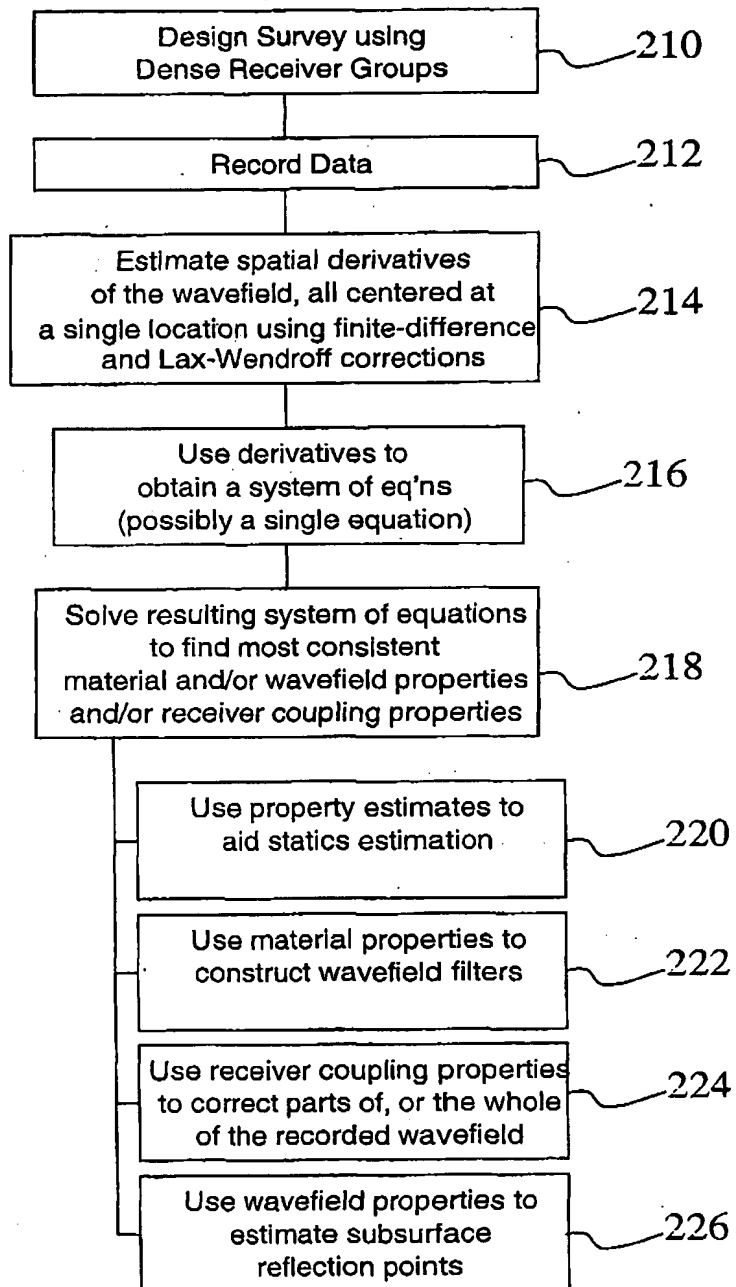 Design Survey using
Dense Receiver Groups
210
Record Data
212
Estimate spatial derivatives
of the wavefield, all centered at
a single location using finite-difference
and Lax-Wendroff corrections
214
Use derivatives to
obtain a system of eq'ns
(possibly a single equation)
216
Solve resulting system of equations
to find most consistent
material and/or wavefield properties
and/or receiver coupling properties
218
Use property estimates to
aid statics estimation
220
Use material properties to
construct wavefield filters
222
Use receiver coupling properties
to correct parts of, or the whole
of the recorded wavefield
224
Use wavefield properties to
estimate subsurface
reflection points
226